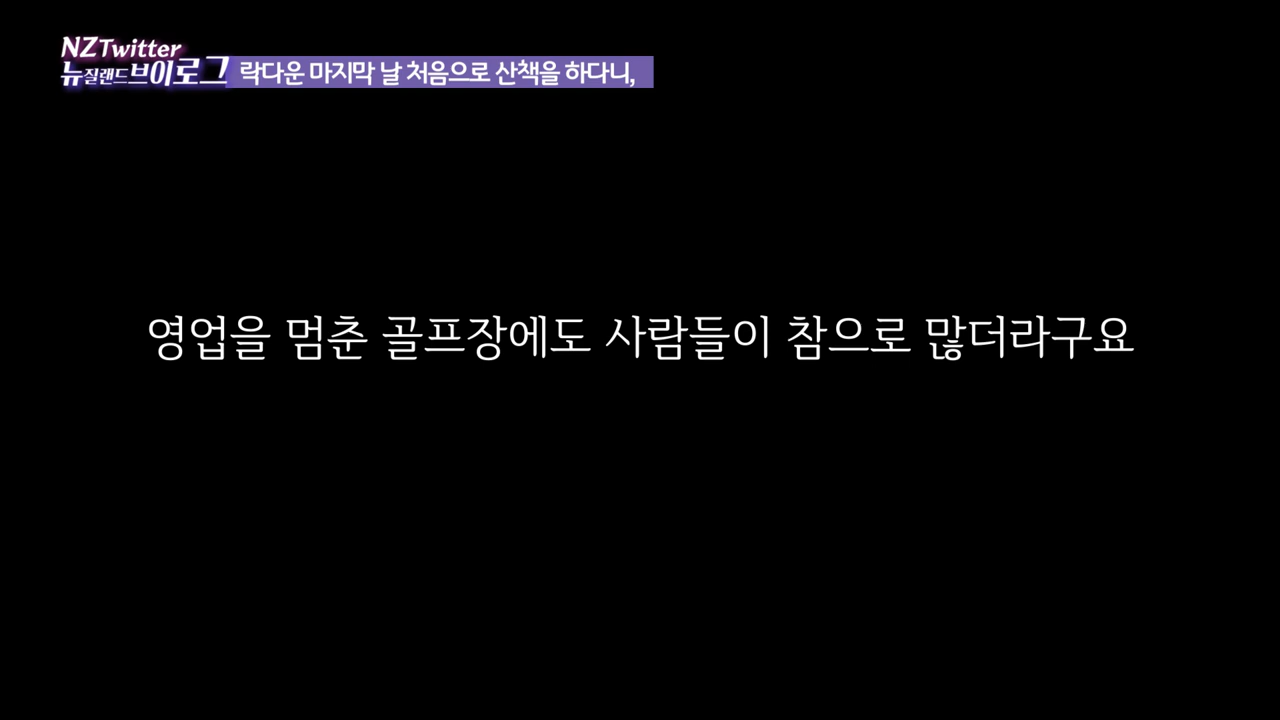 NZTwitter
뉴질랜드브이로그 락다운 마지막 날 처음으로 산책을 하다니,
영업을 멈춘 골프장에도 사람들이 참으로 많더라구요